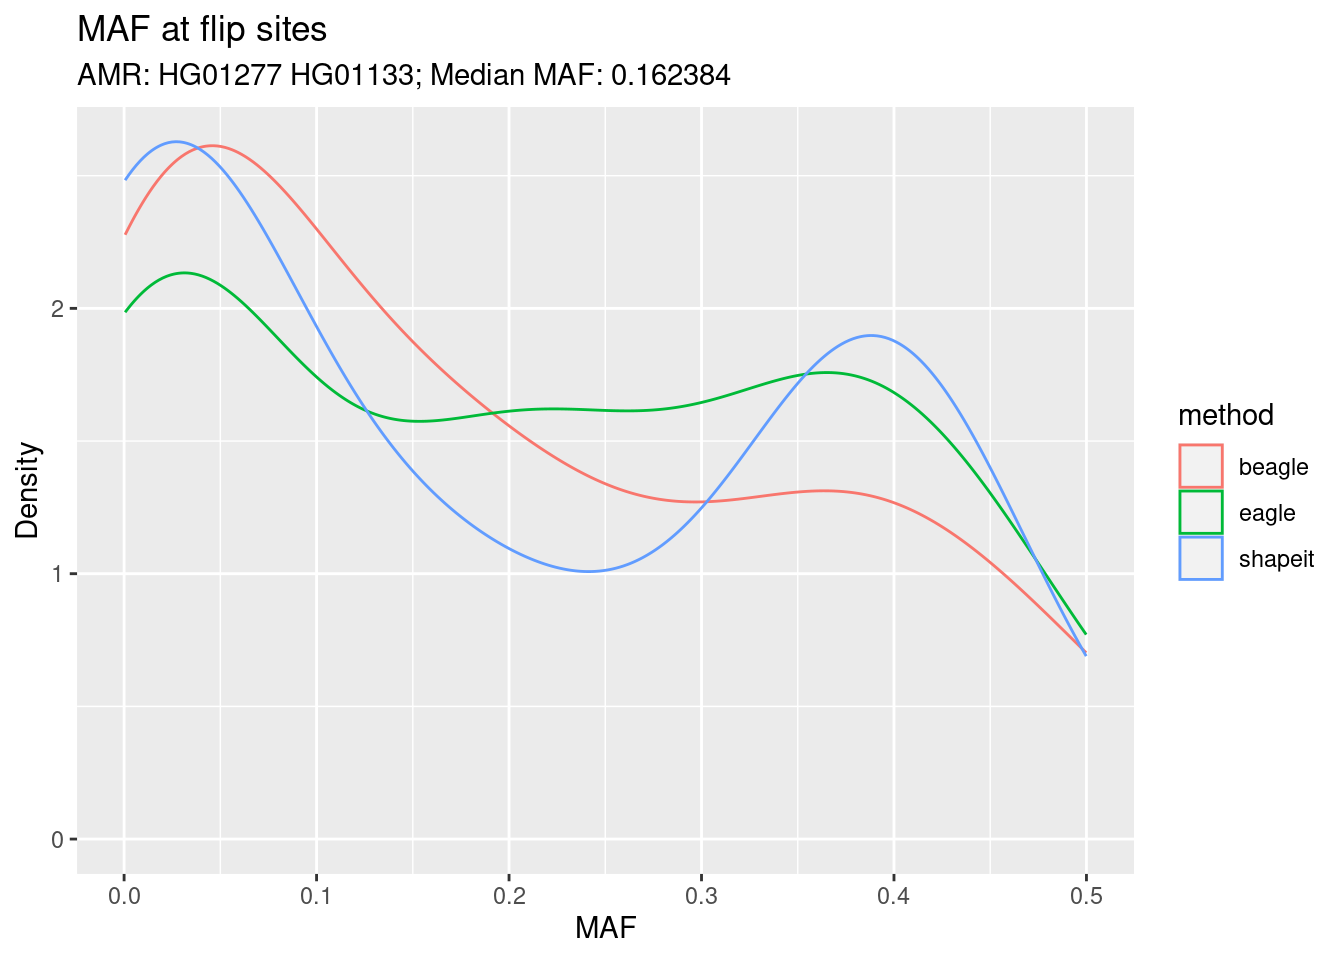 MAF at flip sites
AMR: HG01277 HG01133; Median MAF: 0.162384
Density
2
1
0
0.0 0.1 0.2 0.3 0.4 0.5
MAF
method
beagle
eagle
shapeit